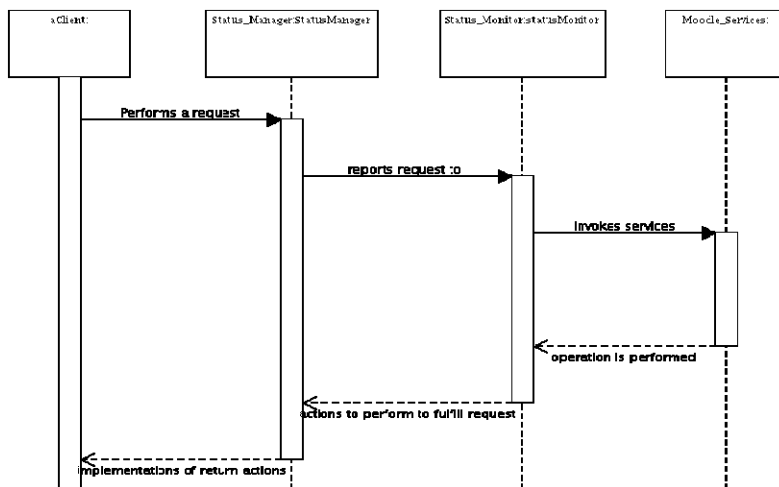 aClient:
Status_Manager:StatusManager
Status_Monitor:statusMonitor
Moodle_Services:
Performs a request
reports request to
invokes services
operation is performed
actions to perform to fulfill request
implementations of return actions